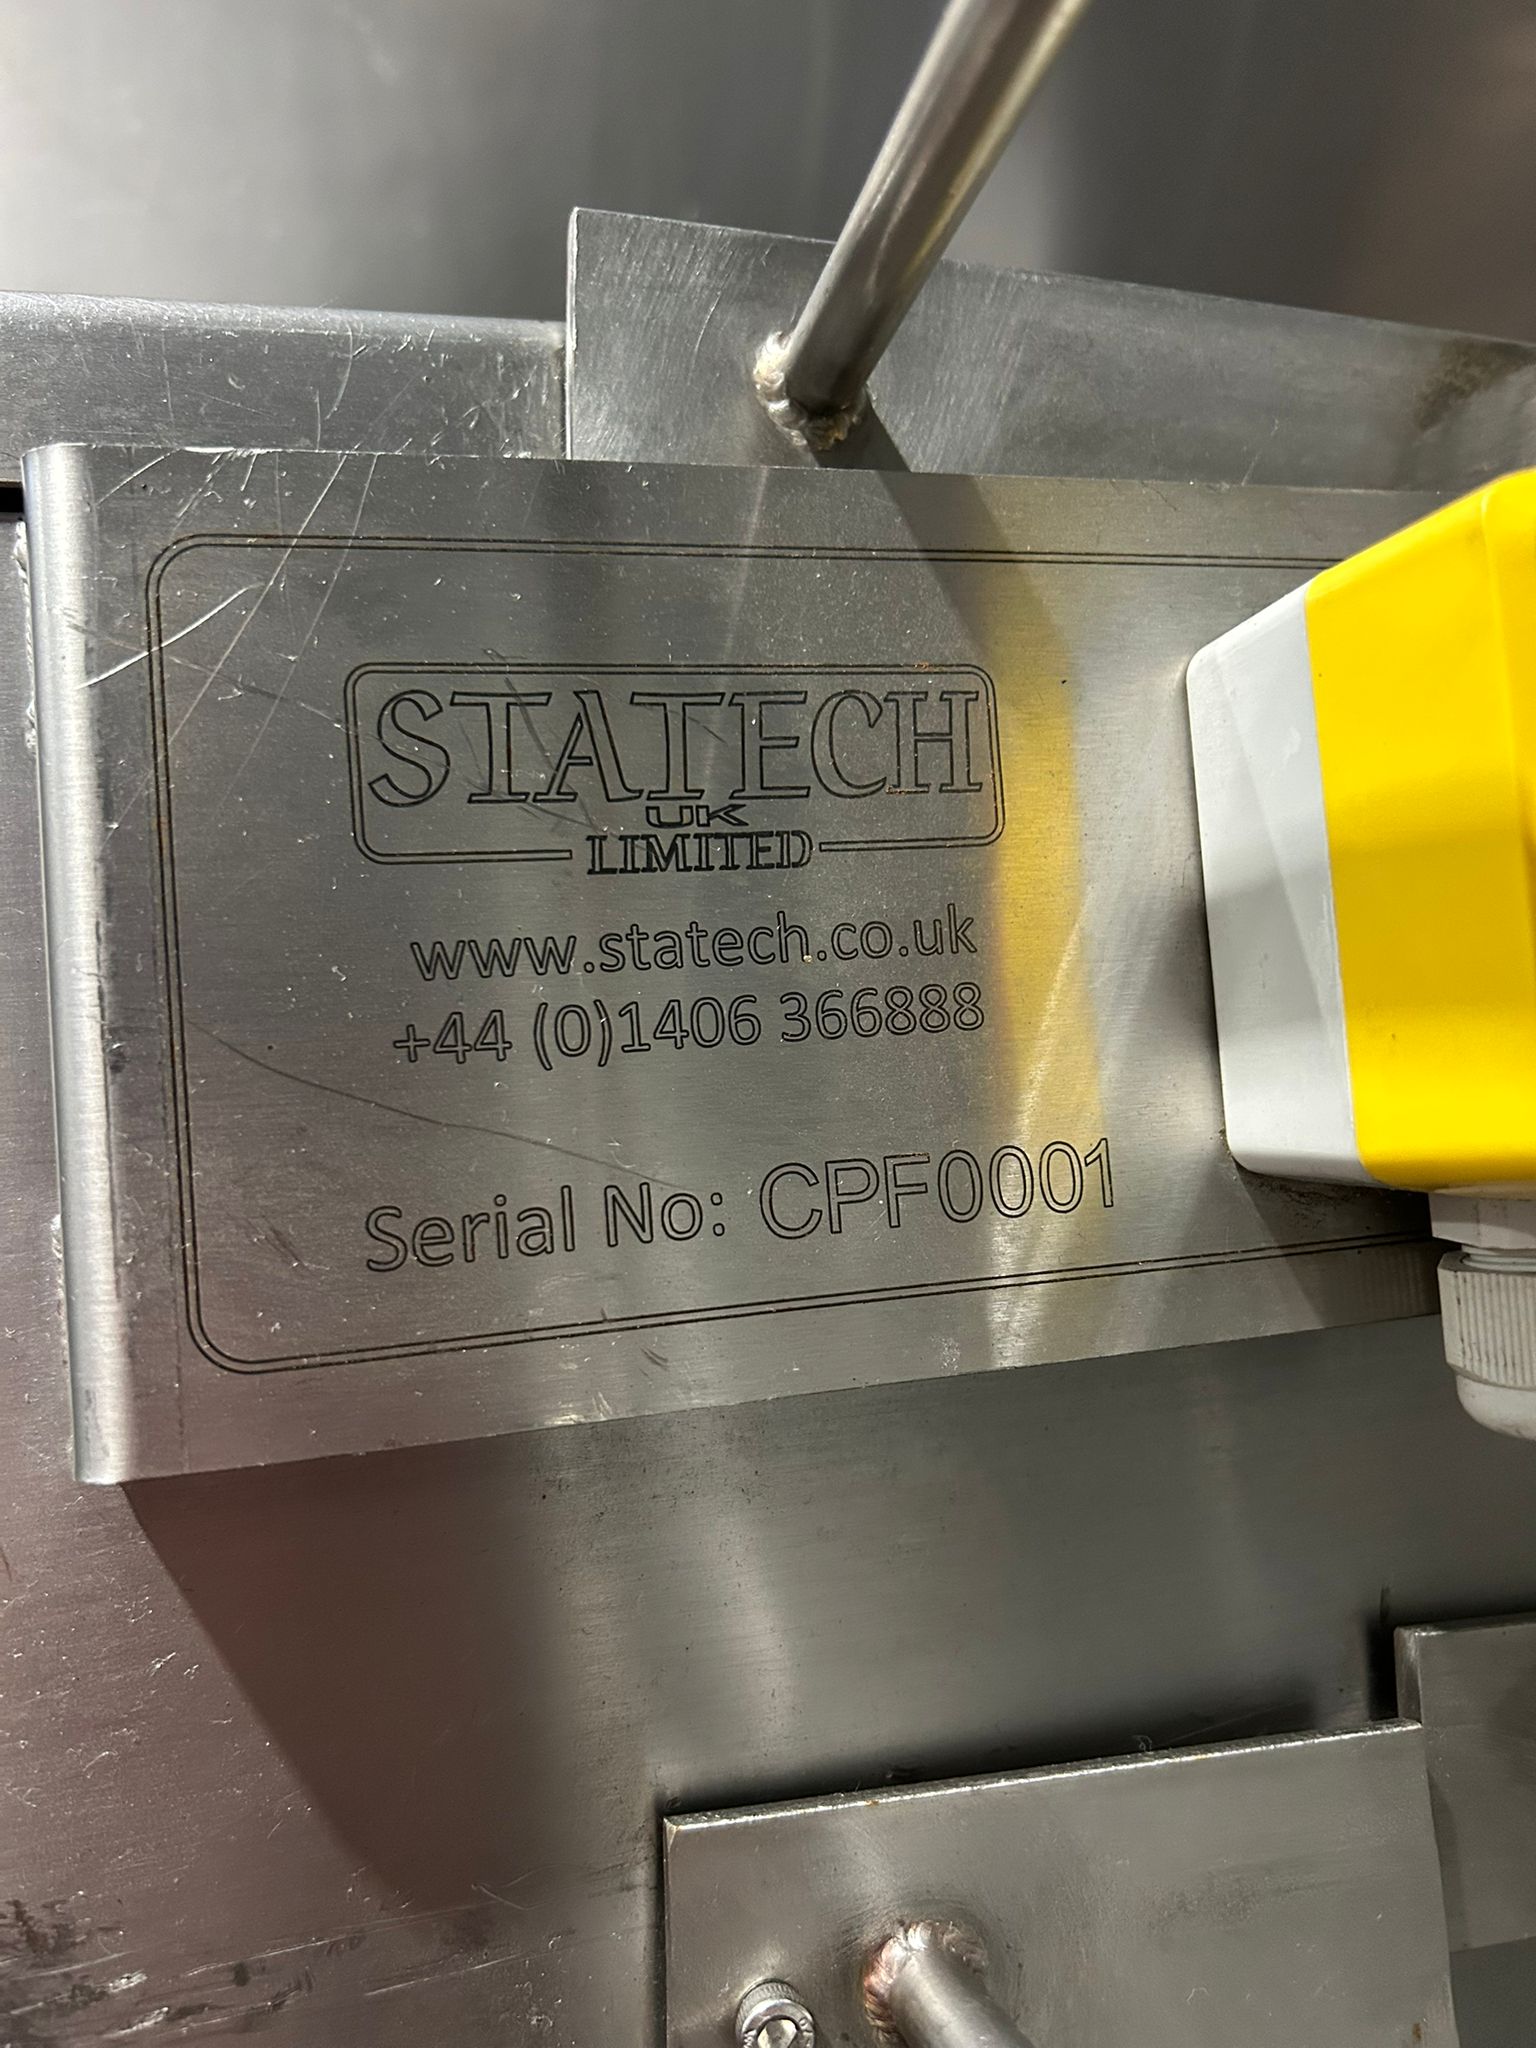 STATECH
UK
LIMITED
www.statech.co.uk
+44 (0)1406 366888
Serial No: CPF0001